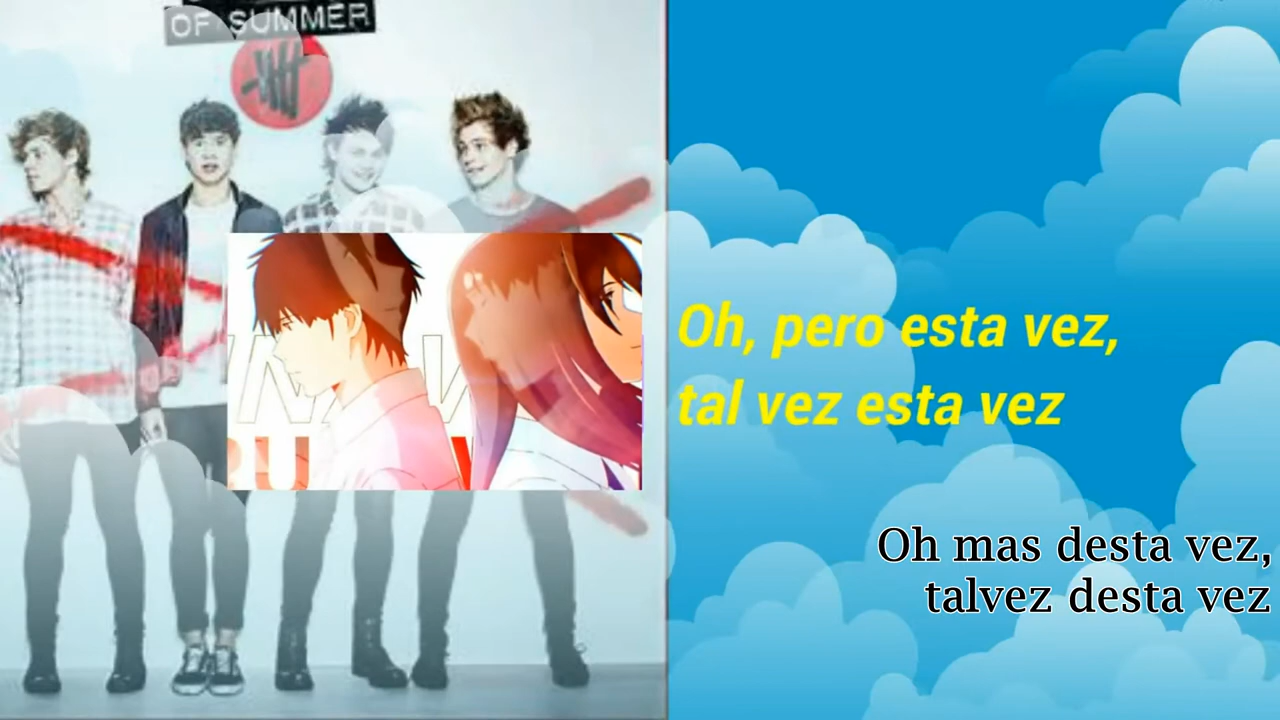 OF SUMMER
Oh, pero esta vez,
tal vez esta vez
Oh mas desta vez,
talvez desta vez